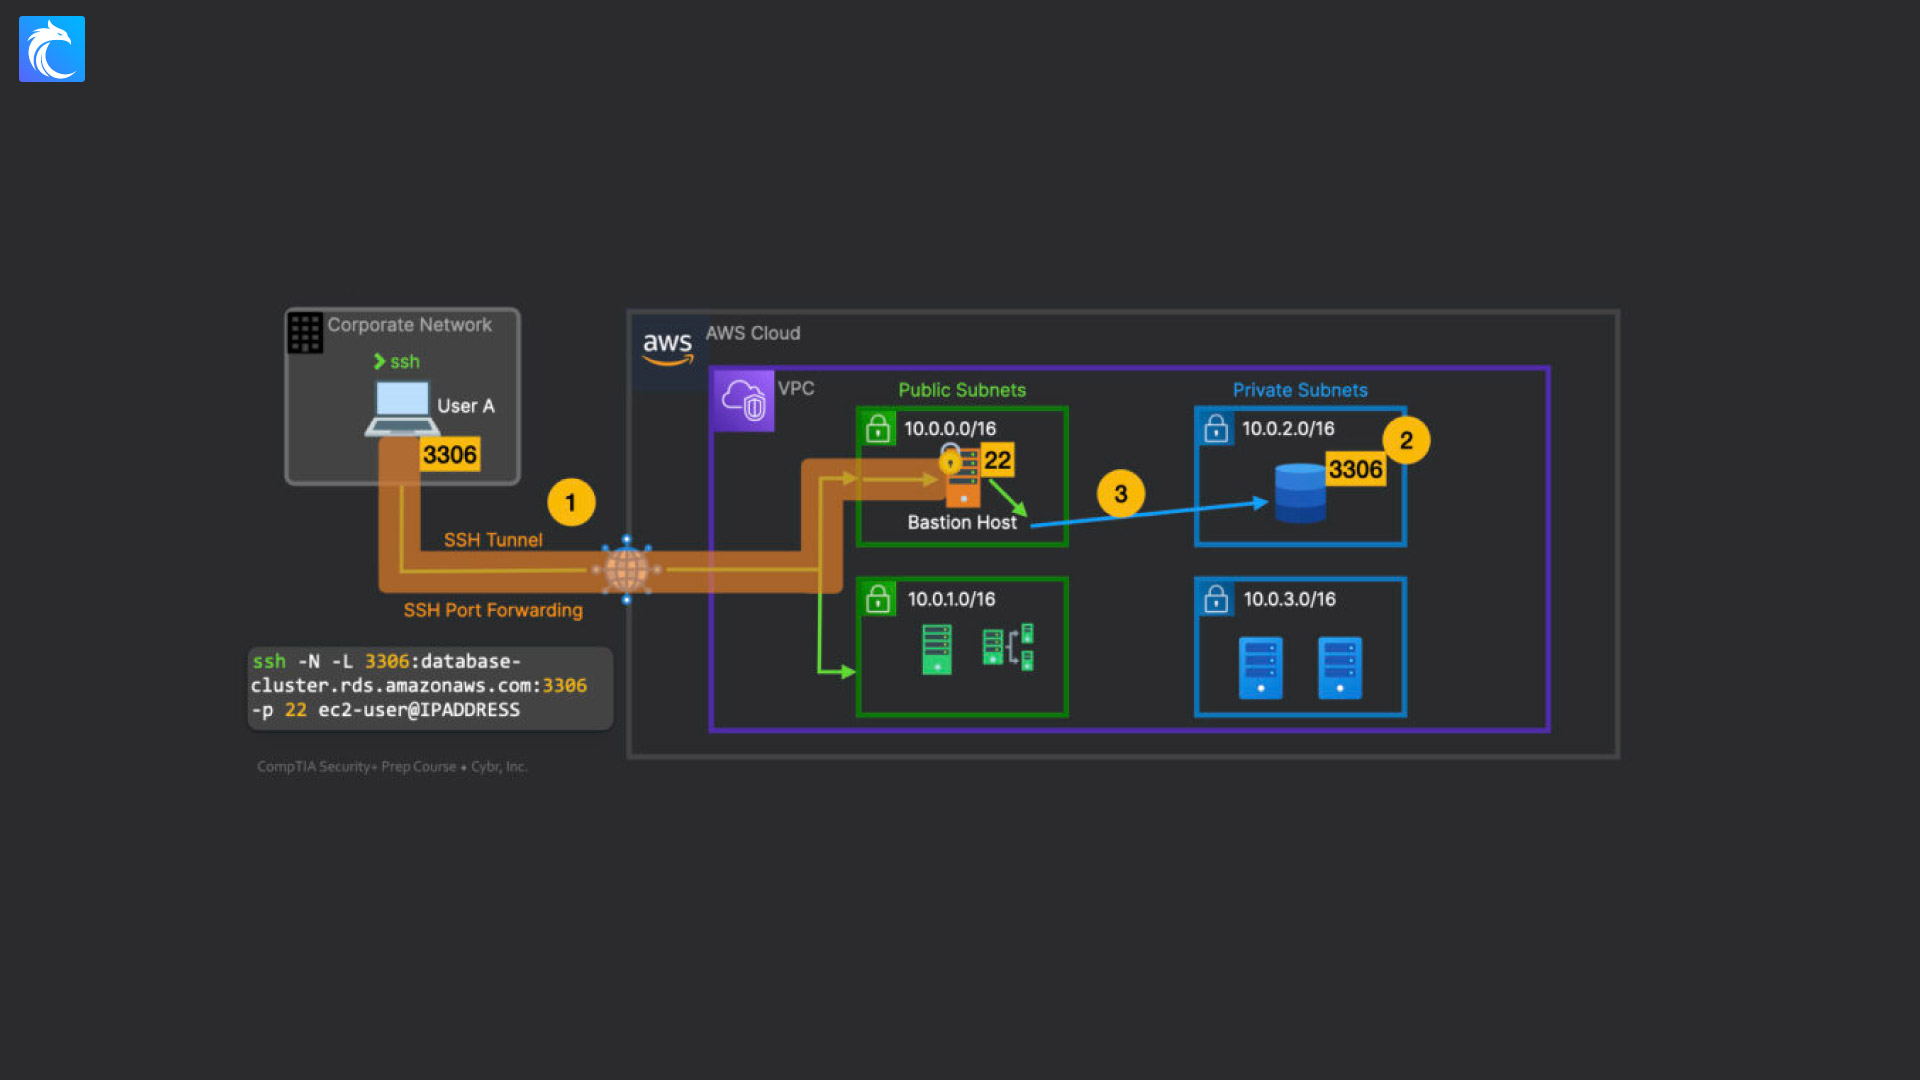 Corporate Network
ssh
User A
3306
1
SSH Tunnel
SSH Port Forwarding
ssh -N -L 3306:database-
cluster.rds.amazonaws.com:3306
-p 22 ec2-user@IPADDRESS
CompTIA Security+ Prep Course • Cybr, Inc.
aws
AWS Cloud
VPC
Public Subnets
10.0.0.0/16
22
Bastion Host
10.0.1.0/16
3
Private Subnets
10.0.2.0/16
2
3306
10.0.3.0/16